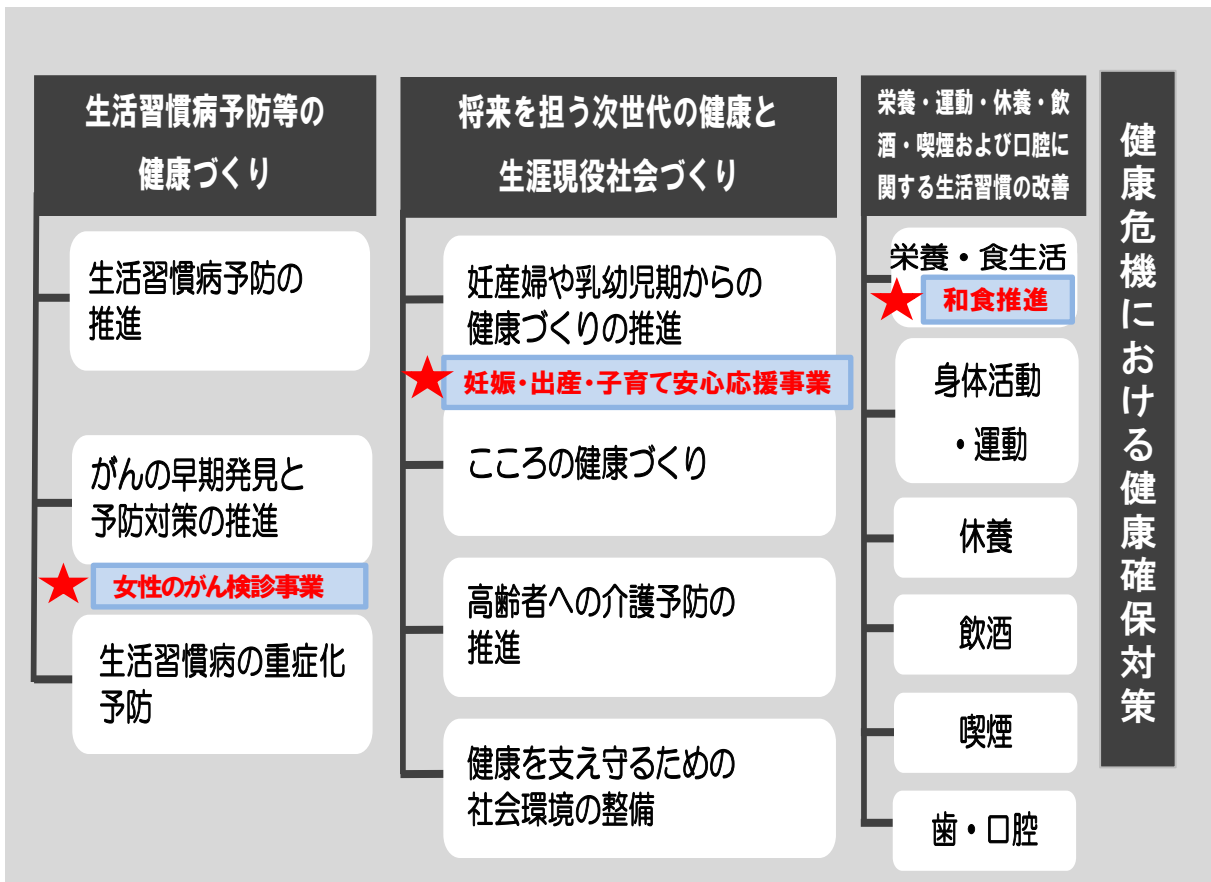 生活習慣病予防等の
健康づくり
生活習慣病予防の
推進
がんの早期発見と
予防対策の推進
女性のがん検診事業
生活習慣病の重症化
予防
将来を担う次世代の健康と
生涯現役社会づくり
妊産婦や乳幼児期からの
健康づくりの推進
妊娠・出産・子育て安心応援事業
こころの健康づくり
高齢者への介護予防の
推進
健康を支え守るための
社会環境の整備
栄養・運動・休養・飲
酒・喫煙および口腔に
関する生活習慣の改善
栄養・食生活
和食推進
身体活動
・運動
休養
飲酒
喫煙
歯・口腔
健康危機における健康確保対策